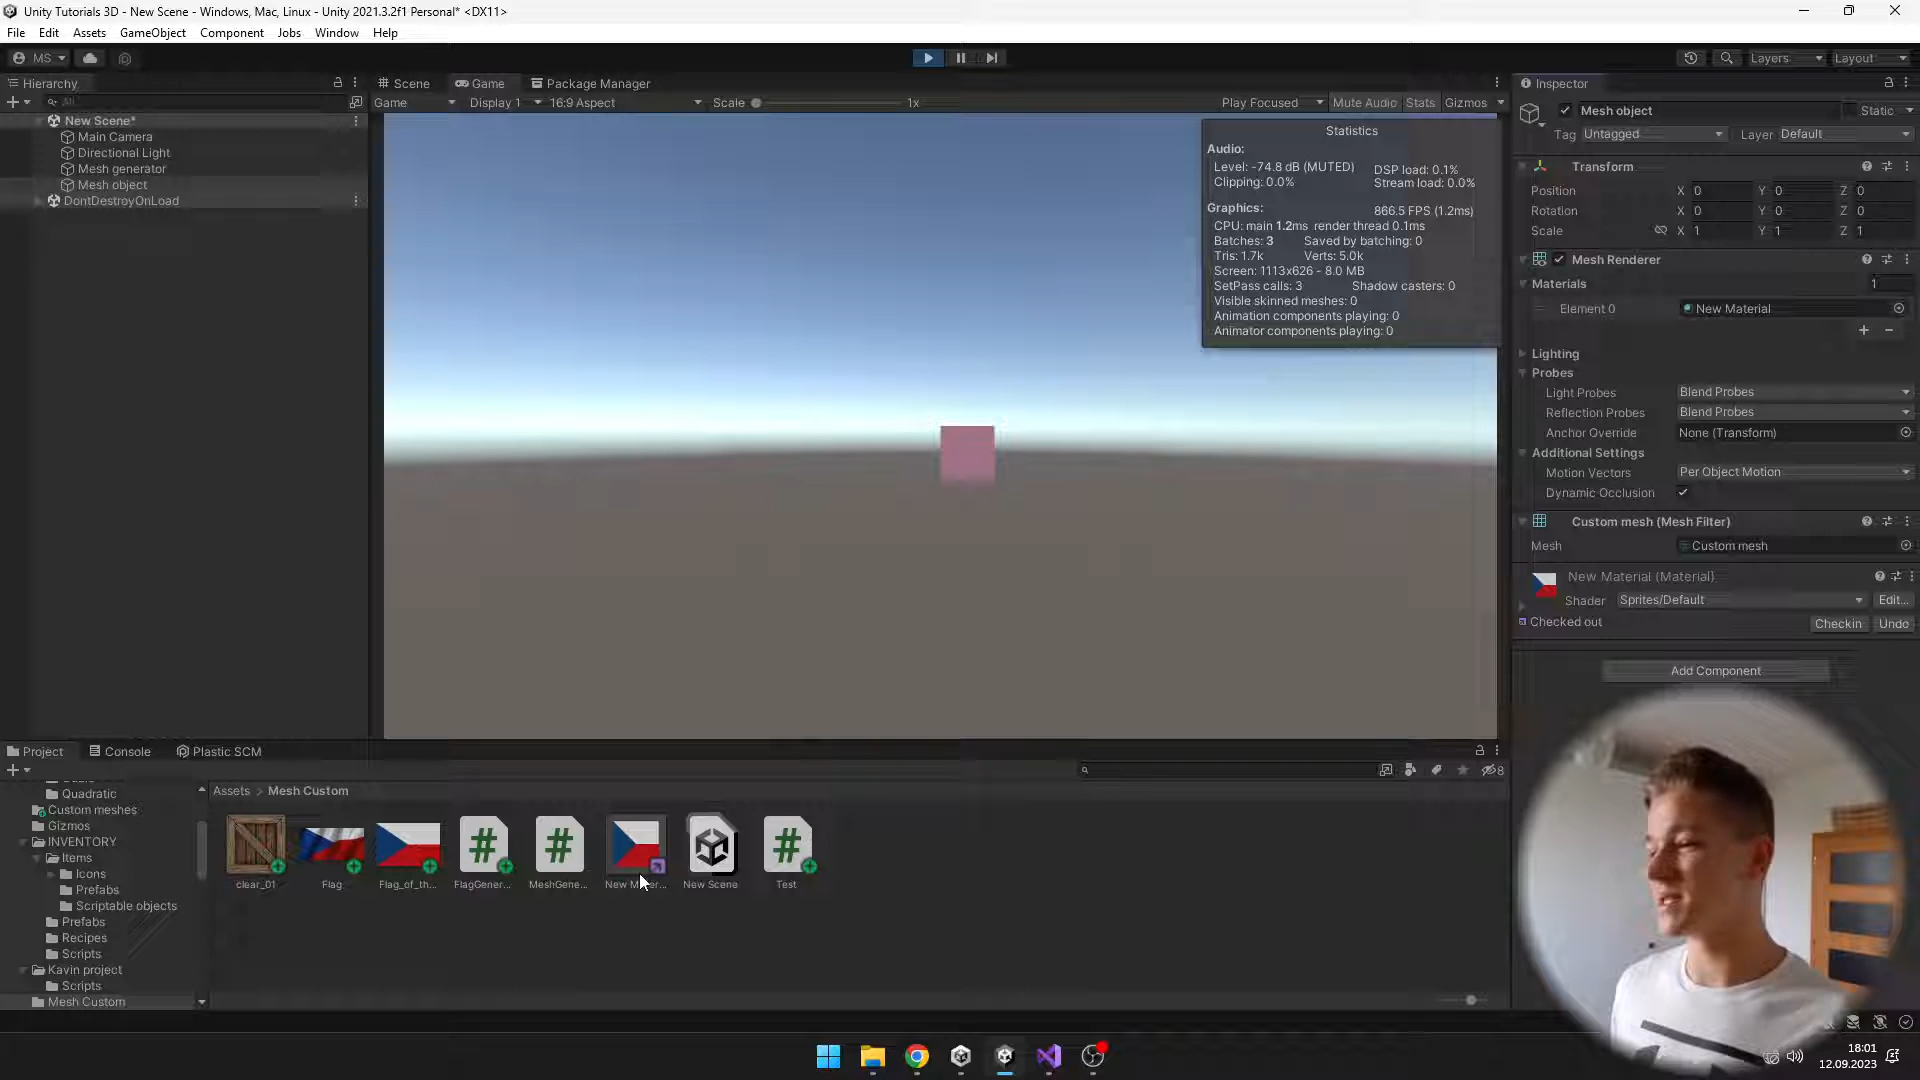 Unity Tutorials 3D - New Scene - Windows, Mac, Linux - Unity 2021.3.2f1 Personal* <DX11>
File Edit Assets GameObject Component Jobs Window Help
MS
Layers Layout
Hierarchy
All
New Scene*
Main Camera
Directional Light
Mesh generator
Mesh object
DontDestroyOnLoad
Scene Game Package Manager
Game Display 1 16:9 Aspect Scale 1x Play Focused Mute Audio Stats Gizmos
Statistics
Audio:
Level: -74.8 dB (MUTED) DSP load: 0.1%
Clipping: 0.0% Stream load: 0.0%
Graphics: 866.5 FPS (1.2ms)
CPU: main 1.2ms render thread 0.1ms
Batches: 3 Saved by batching: 0
Tris: 1.7k Verts: 5.0k
Screen: 1113x626 - 8.0 MB
SetPass calls: 3 Shadow casters: 0
Visible skinned meshes: 0
Animation components playing: 0
Animator components playing: 0
Inspector
Mesh object Static
Tag Untagged Layer Default
Transform
Position X 0 Y 0 Z 0
Rotation X 0 Y 0 Z 0
Scale X 1 Y 1 Z 1
Mesh Renderer
Materials 1
Element 0 New Material
Lighting
Probes
Light Probes Blend Probes
Reflection Probes Blend Probes
Anchor Override None (Transform)
Additional Settings
Motion Vectors Per Object Motion
Dynamic Occlusion
Custom mesh (Mesh Filter)
Mesh Custom mesh
New Material (Material)
Shader Sprites/Default Edit...
Checked out Checkin Undo
Add Component
Project Console Plastic SCM
8
Quadratic
Custom meshes
Gizmos
INVENTORY
Items
Icons
Prefabs
Scriptable objects
Prefabs
Recipes
Scripts
Kavin project
Scripts
Mesh Custom
Assets > Mesh Custom
clear_01 Flag Flag_of_th... FlagGener... MeshGene... New Scene Test
18:01
12.09.2023